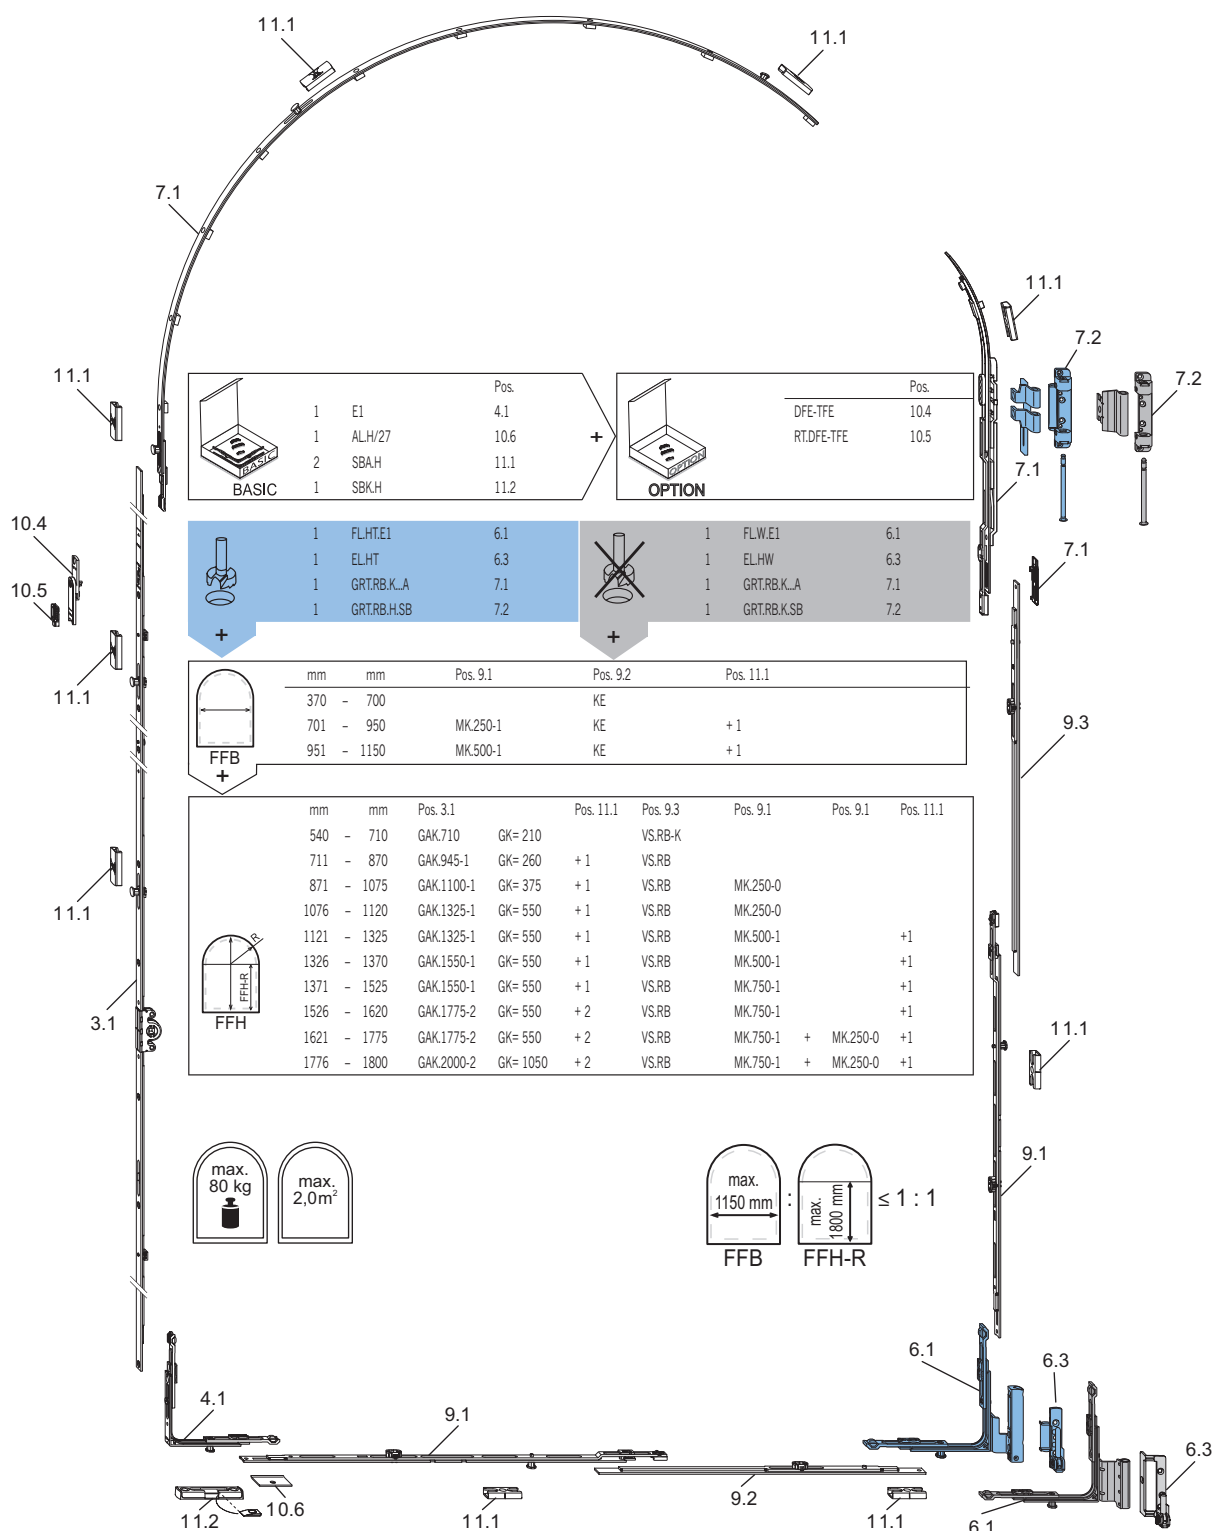 11.1
11.1
7.1
11.1
7.2
7.2
11.1
Pos.
1 E1 4.1
1 AL.H/27 10.6
2 SBA.H 11.1
1 SBK.H 11.2
BASIC
BASIC
+
Pos.
DFE-TFE 10.4
RT.DFE-TFE 10.5
OPTION
OPTION
7.1
10.4
10.5
7.1
1 FL.HT.E1 6.1
1 EL.HT 6.3
1 GRT.RB.K...A 7.1
1 GRT.RB.H.SB 7.2
+
1 FL.W.E1 6.1
1 EL.HW 6.3
1 GRT.RB.K...A 7.1
1 GRT.RB.K.SB 7.2
+
11.1
mm mm Pos. 9.1 Pos. 9.2 Pos. 11.1
370 – 700 KE
701 – 950 MK.250-1 KE + 1
951 – 1150 MK.500-1 KE + 1
FFB
+
9.3
mm mm Pos. 3.1 Pos. 11.1 Pos. 9.3 Pos. 9.1 Pos. 9.1 Pos. 11.1
540 – 710 GAK.710 GK= 210 VS.RB-K
711 – 870 GAK.945-1 GK= 260 + 1 VS.RB
871 – 1075 GAK.1100-1 GK= 375 + 1 VS.RB MK.250-0
1076 – 1120 GAK.1325-1 GK= 550 + 1 VS.RB MK.250-0
1121 – 1325 GAK.1325-1 GK= 550 + 1 VS.RB MK.500-1 +1
1326 – 1370 GAK.1550-1 GK= 550 + 1 VS.RB MK.500-1 +1
1371 – 1525 GAK.1550-1 GK= 550 + 1 VS.RB MK.750-1 +1
1526 – 1620 GAK.1775-2 GK= 550 + 2 VS.RB MK.750-1 +1
1621 – 1775 GAK.1775-2 GK= 550 + 2 VS.RB MK.750-1 + MK.250-0 +1
1776 – 1800 GAK.2000-2 GK= 1050 + 2 VS.RB MK.750-1 + MK.250-0 +1
R
FFH-R
FFH
11.1
3.1
11.1
9.1
max.
80 kg
max.
2,0m²
max.
1150 mm
FFB
:
max.
1800 mm
FFH-R
≤ 1 : 1
6.1
6.3
4.1
9.1
6.3
9.2
10.6
11.2
11.1
11.1
6.1